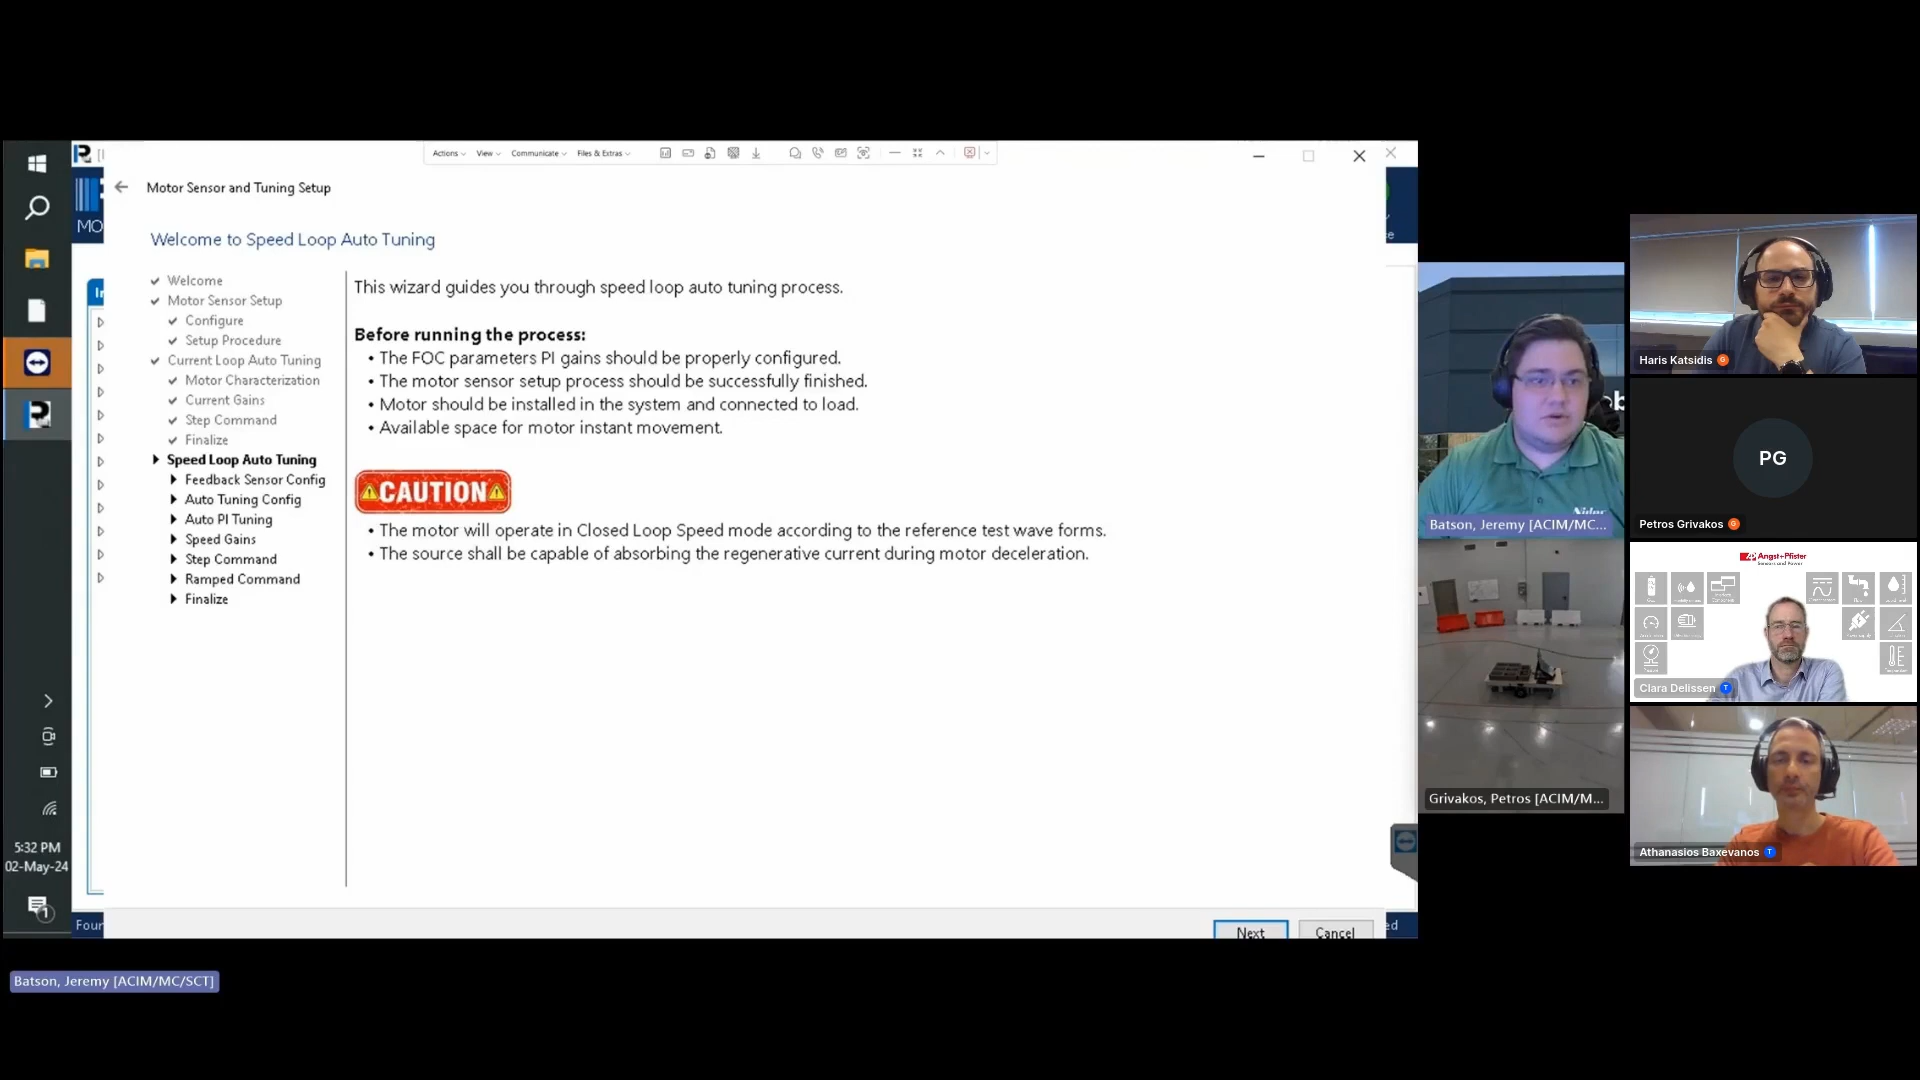 Actions
View
Communicate
Files & Extras
Motor Sensor and Tuning Setup
MO
Welcome to Speed Loop Auto Tuning
Welcome
Motor Sensor Setup
Configure
Setup Procedure
Current Loop Auto Tuning
Motor Characterization
Current Gains
Step Command
Finalize
Speed Loop Auto Tuning
Feedback Sensor Config
Auto Tuning Config
Auto PI Tuning
Speed Gains
Step Command
Ramped Command
Finalize
This wizard guides you through speed loop auto tuning process.
Before running the process:
• The FOC parameters PI gains should be properly configured.
• The motor sensor setup process should be successfully finished.
• Motor should be installed in the system and connected to load.
• Available space for motor instant movement.
CAUTION
• The motor will operate in Closed Loop Speed mode according to the reference test wave forms.
• The source shall be capable of absorbing the regenerative current during motor deceleration.
Next
Cancel
5:32 PM
02-May-24
1
Four
ed
Batson, Jeremy [ACIM/MC/SCT]
Nidec
Batson, Jeremy [ACIM/MC...
Grivakos, Petros [ACIM/M...
Haris Katsidis
PG
Petros Grivakos
Angst+Pfister
Sensors and Power
Clara Delissen
Athanasios Baxevanos